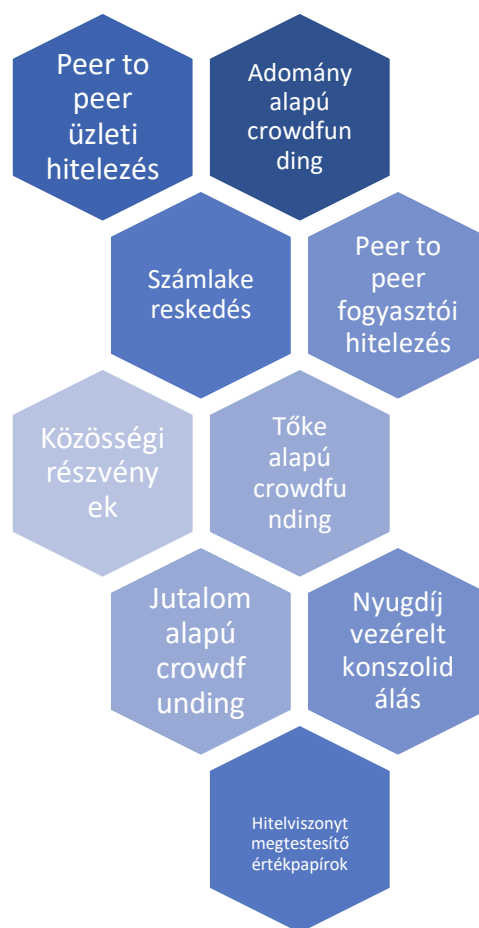 Peer to
peer
üzleti
hitelezés
Adomány
alapú
crowdfun
ding
Számlake
reskedés
Peer to
peer
fogyasztói
hitelezés
Közösségi
részvény
ek
Tőke
alapú
crowdfu
nding
Jutalom
alapú
crowdf
unding
Nyugdíj
vezérelt
konszolid
álás
Hitelviszonyt
megtestesítő
értékpapírok